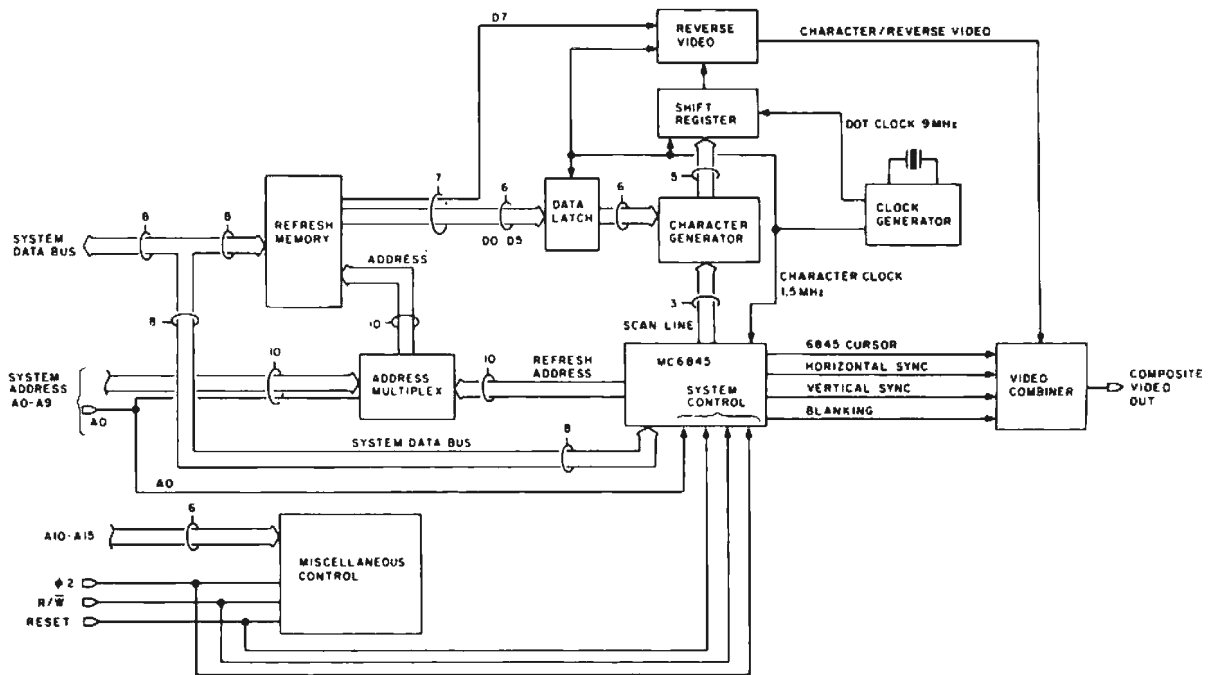 D7
REVERSE
VIDEO
CHARACTER/REVERSE VIDEO
SHIFT
REGISTER
DOT CLOCK 9MHz
7
6
6
5
DATA
LATCH
D0 D5
REFRESH
MEMORY
CHARACTER
GENERATOR
CLOCK
GENERATOR
8
8
SYSTEM
DATA BUS
ADDRESS
CHARACTER CLOCK
1.5MHz
3
SCAN LINE
8
10
10
10
REFRESH
ADDRESS
MC6845
SYSTEM
CONTROL
6845 CURSOR
HORIZONTAL SYNC
VERTICAL SYNC
BLANKING
VIDEO
COMBINER
COMPOSITE
VIDEO
OUT
SYSTEM
ADDRESS
A0-A9
A0
ADDRESS
MULTIPLEX
SYSTEM DATA BUS
8
A0
6
A10-A15
MISCELLANEOUS
CONTROL
φ2
R/W̅
RESET